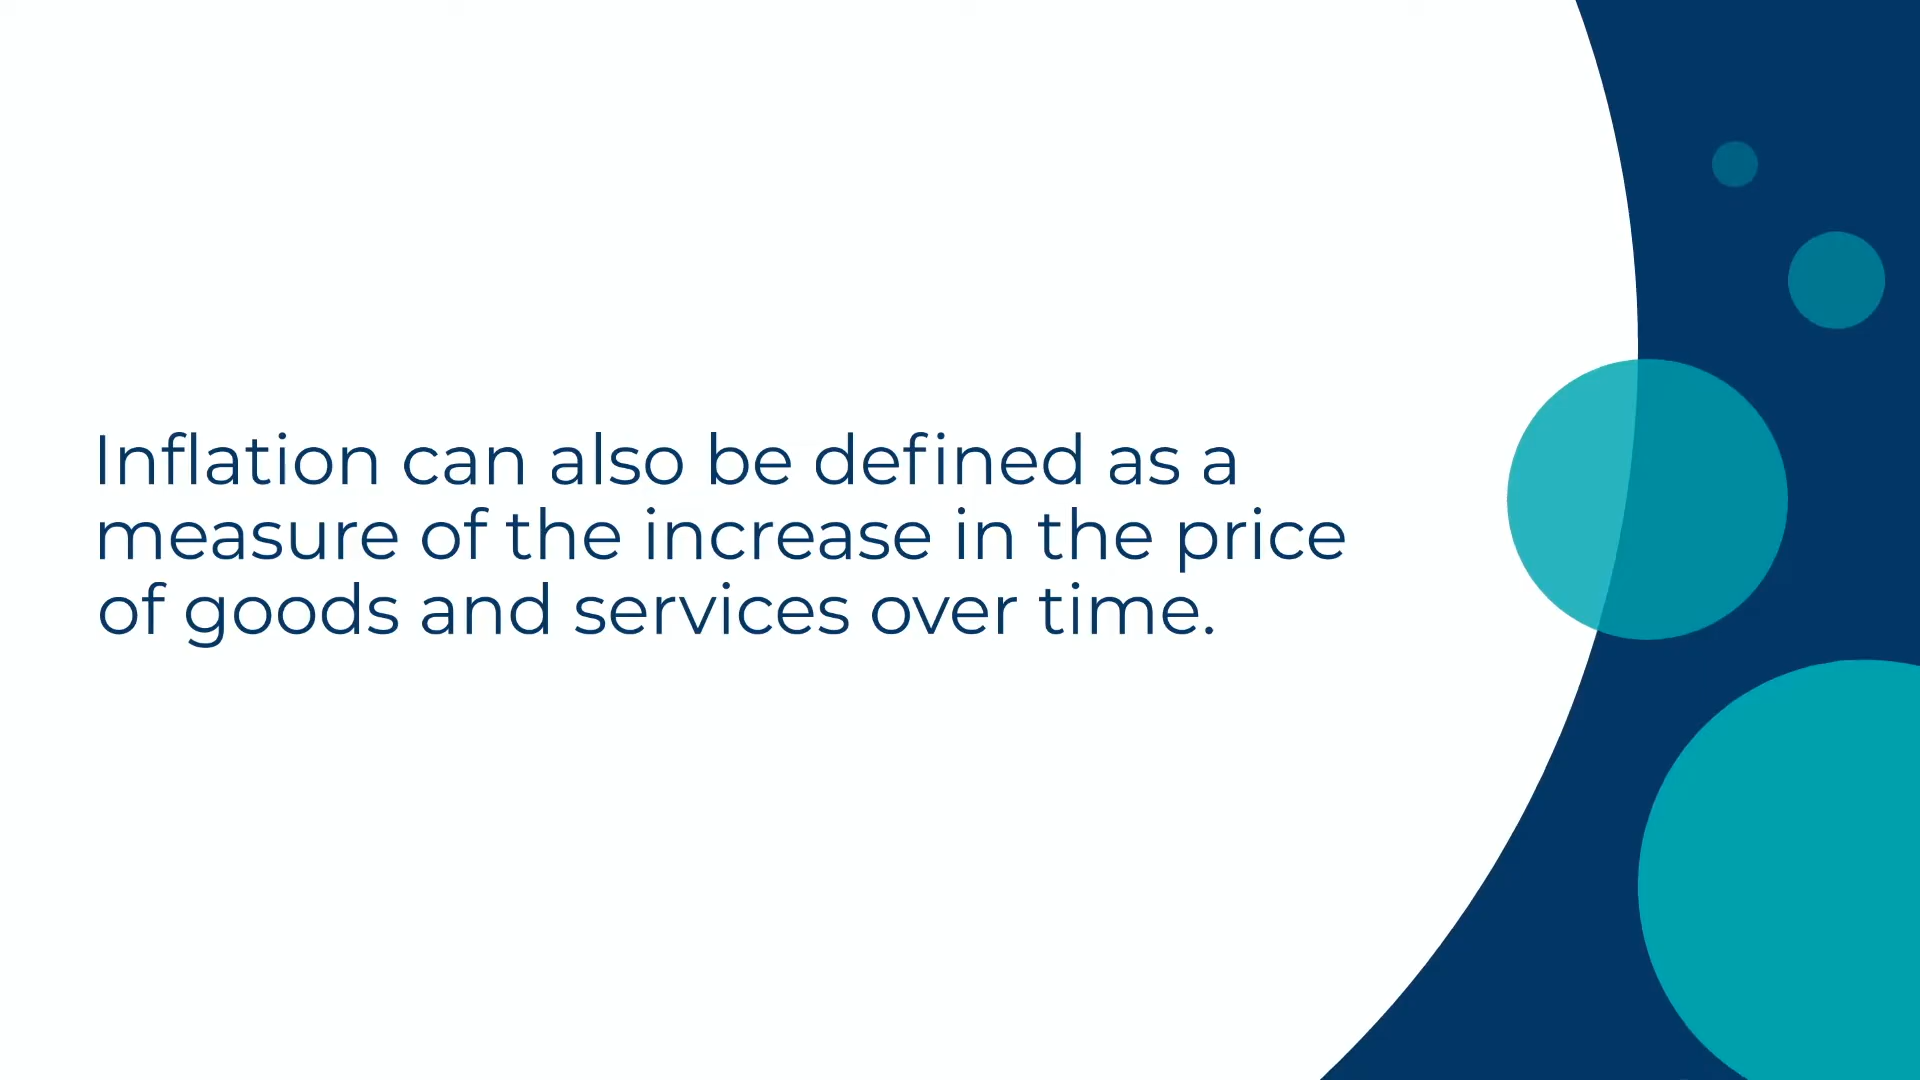 Inflation can also be defined as a
measure of the increase in the price
of goods and services over time.